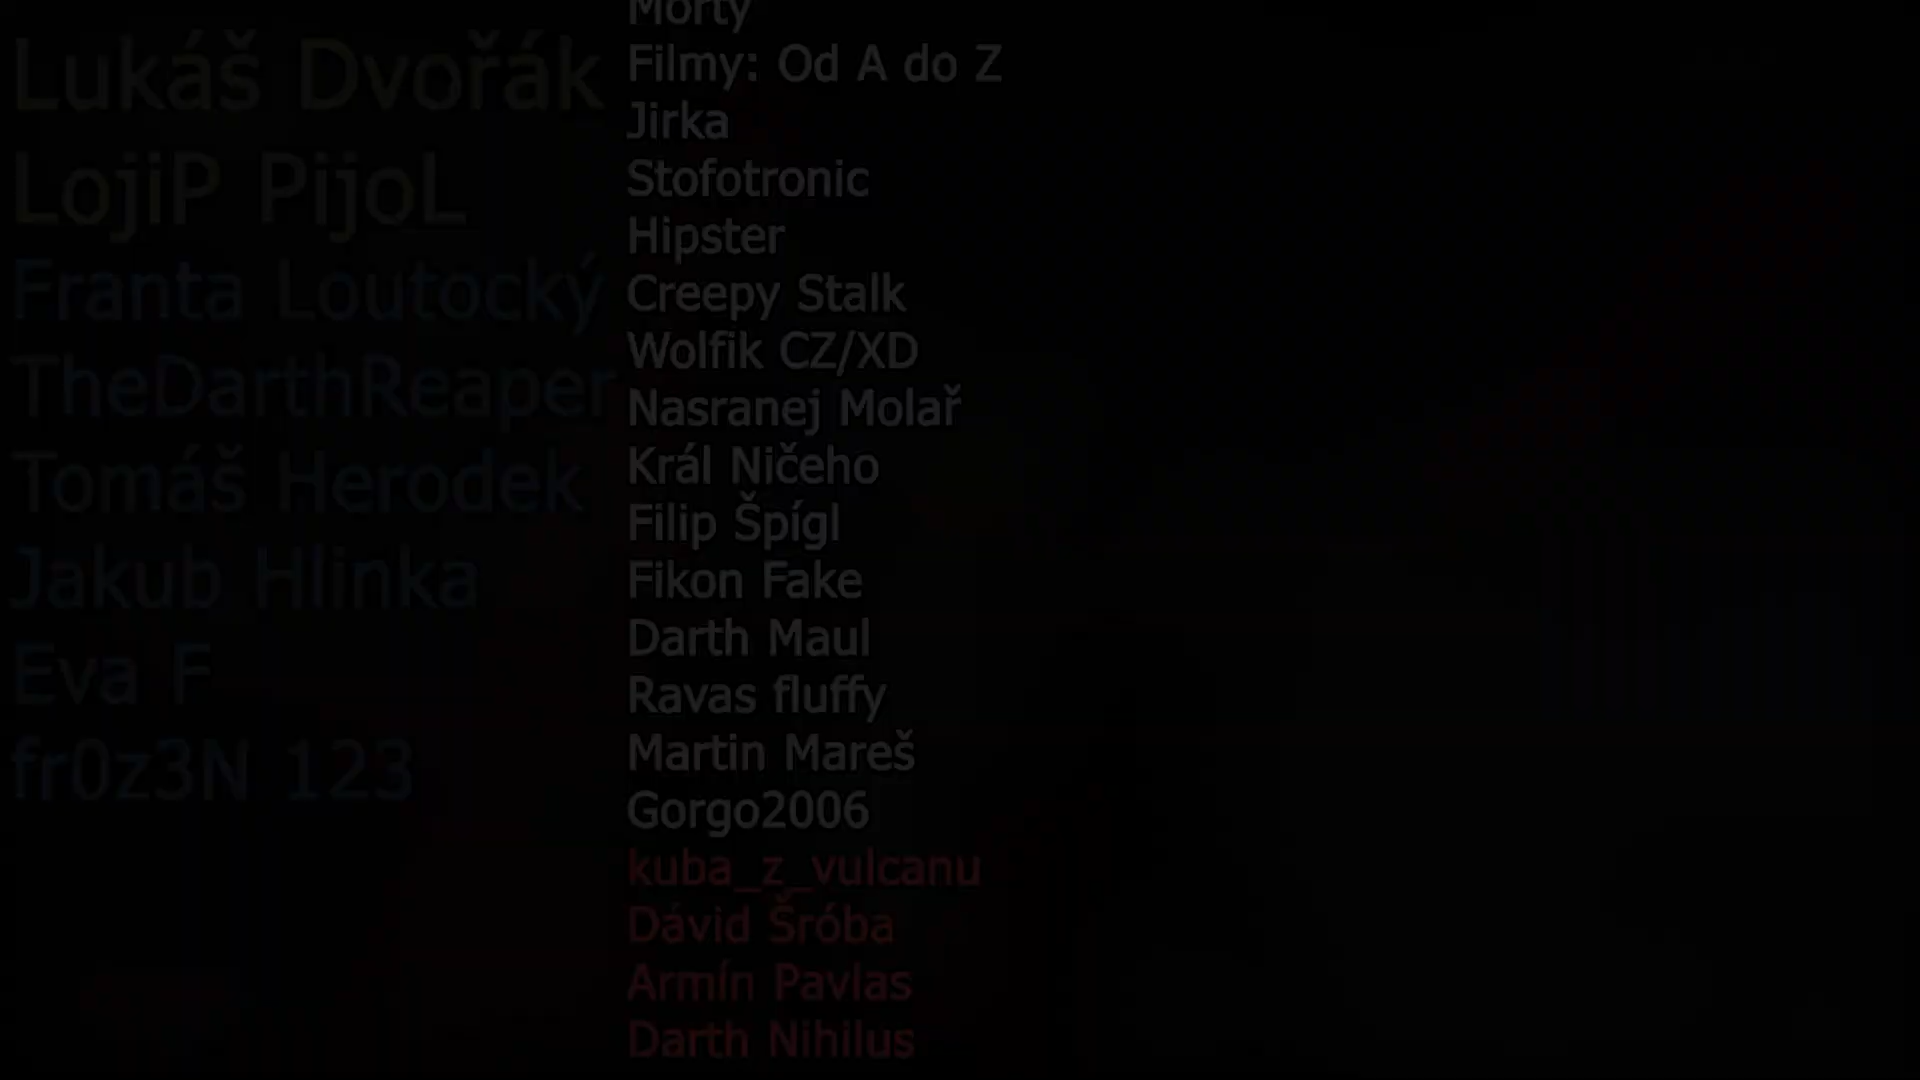 Lukáš Dvořák
LojiP PijoL
Franta Loutocký
TheDarthReaper
Tomáš Herodek
Jakub Hlinka
Eva F
fr0z3N 123
Morty
Filmy: Od A do Z
Jirka
Stofotronic
Hipster
Creepy Stalk
Wolfik CZ/XD
Nasranej Molař
Král Ničeho
Filip Špígl
Fikon Fake
Darth Maul
Ravas fluffy
Martin Mareš
Gorgo2006
kuba_z_vulcanu
Dávid Šróba
Armín Pavlas
Darth Nihilus